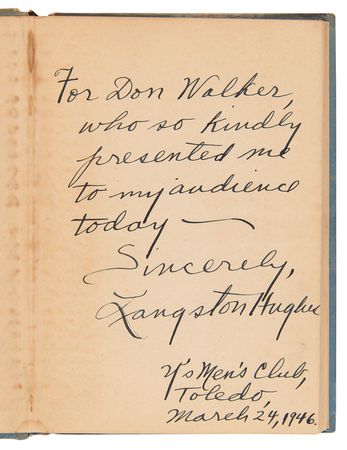 For Don Walker,
who so kindly
presented me
to my audience
today —
Sincerely,
Langston Hughes
Y's Men's Club,
Toledo,
March 24, 1946.